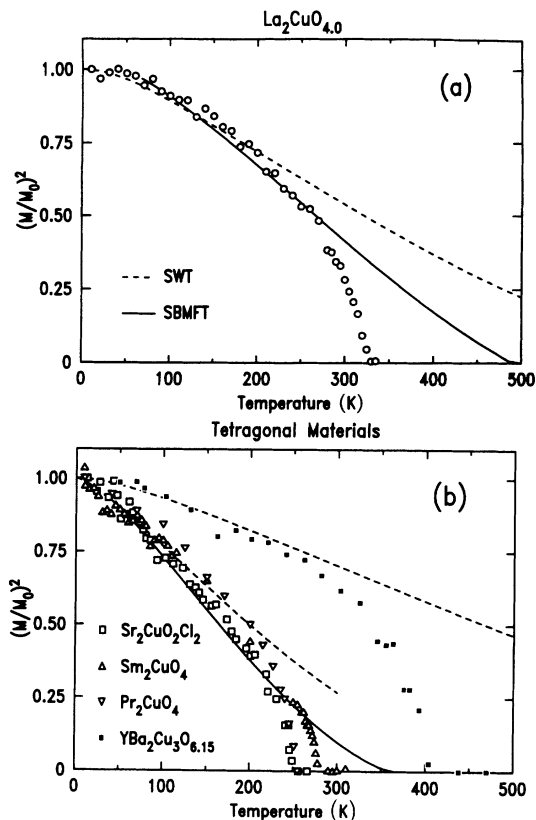 La₂CuO₄.₀
(a)
1.00
0.75
0.50
0.25
0
(M/M₀)²
SWT
SBMFT
0 100 200 300 400 500
Temperature (K)
Tetragonal Materials
(b)
1.00
0.75
0.50
0.25
0
(M/M₀)²
Sr₂CuO₂Cl₂
Sm₂CuO₄
Pr₂CuO₄
YBa₂Cu₃O₆.₁₅
0 100 200 300 400 500
Temperature (K)